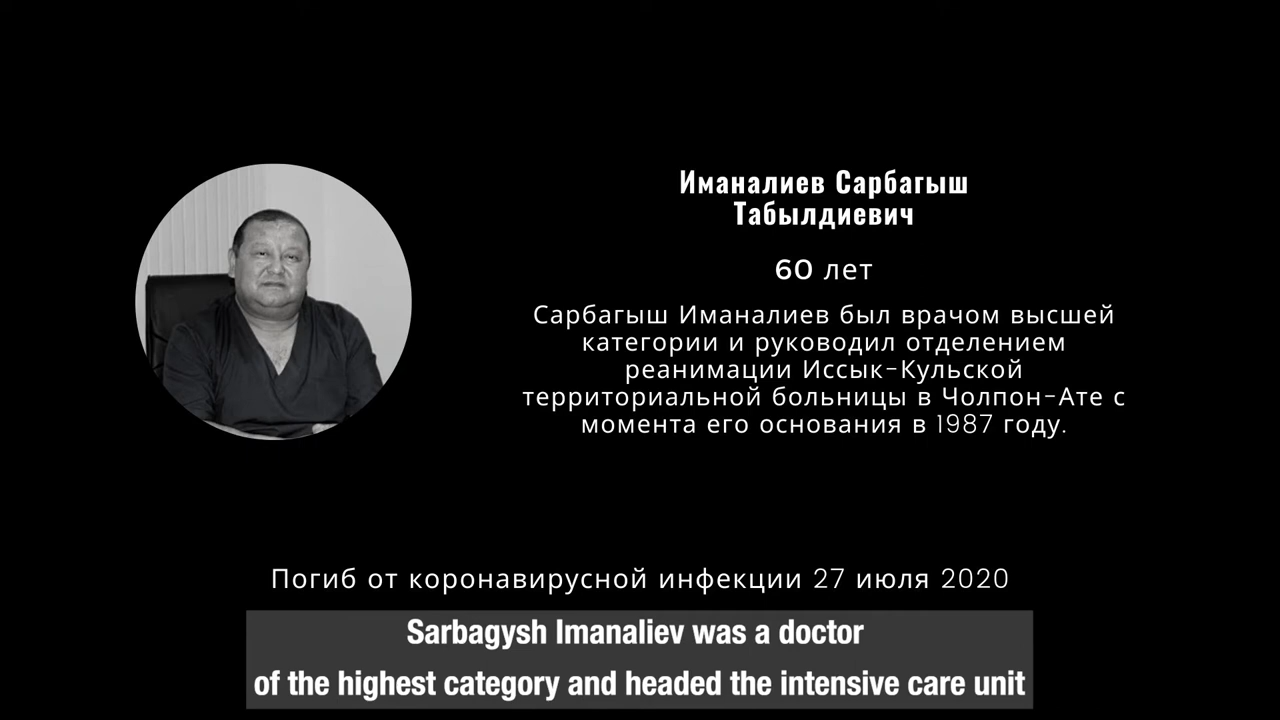 Иманалиев Сарбагыш
Табылдиевич
60 лет
Сарбагыш Иманалиев был врачом высшей
категории и руководил отделением
реанимации Иссык-Кульской
территориальной больницы в Чолпон-Ате с
момента его основания в 1987 году.
Погиб от коронавирусной инфекции 27 июля 2020
Sarbagysh Imanaliev was a doctor
of the highest category and headed the intensive care unit